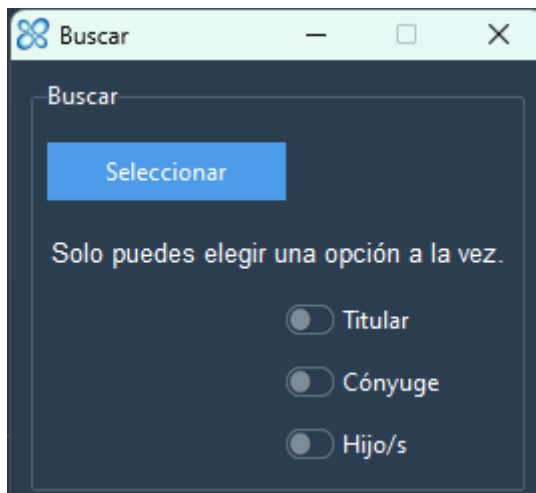 Buscar
Buscar
Seleccionar
Solo puedes elegir una opción a la vez.
Titular
Cónyuge
Hijo/s